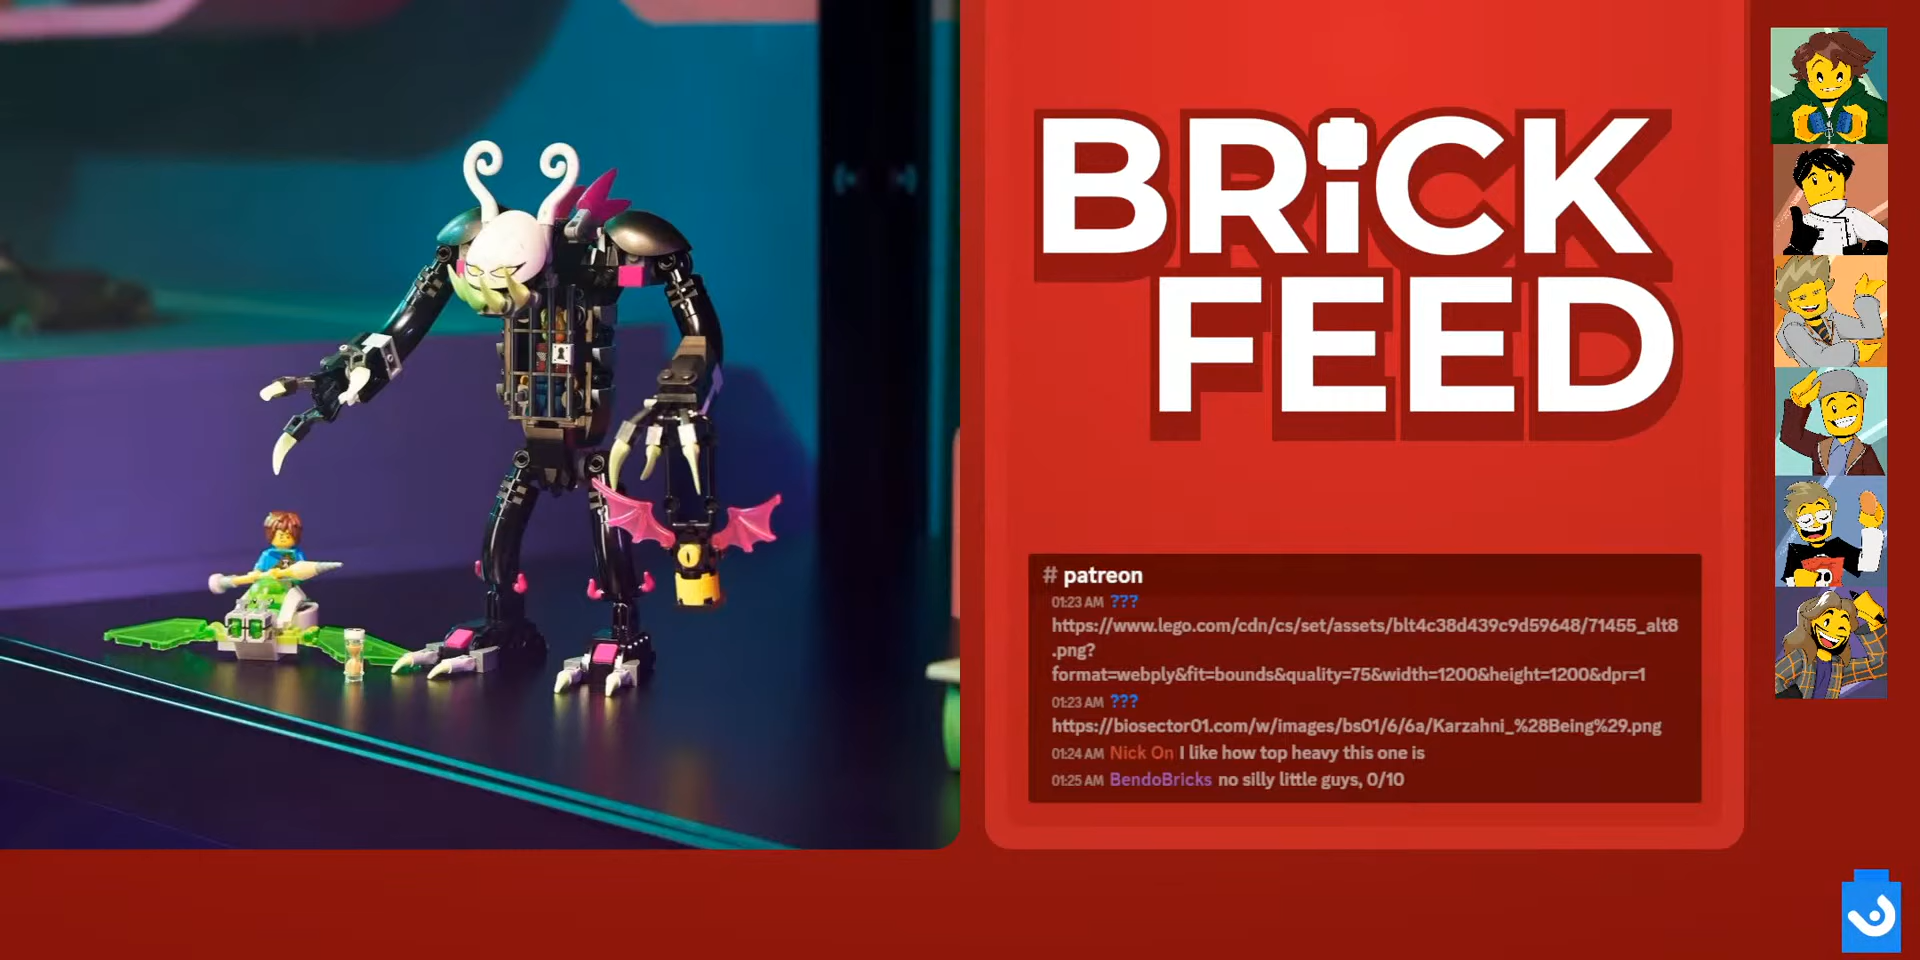 BRiCK
FEED
# patreon
01:23 AM ???
https://www.lego.com/cdn/cs/set/assets/blt4c38d439c9d59648/71455_alt8
.png?
format=webply&fit=bounds&quality=75&width=1200&height=1200&dpr=1
01:23 AM ???
https://biosector01.com/w/images/bs01/6/6a/Karzahni_%28Being%29.png
01:24 AM Nick On I like how top heavy this one is
01:25 AM BendoBricks no silly little guys, 0/10